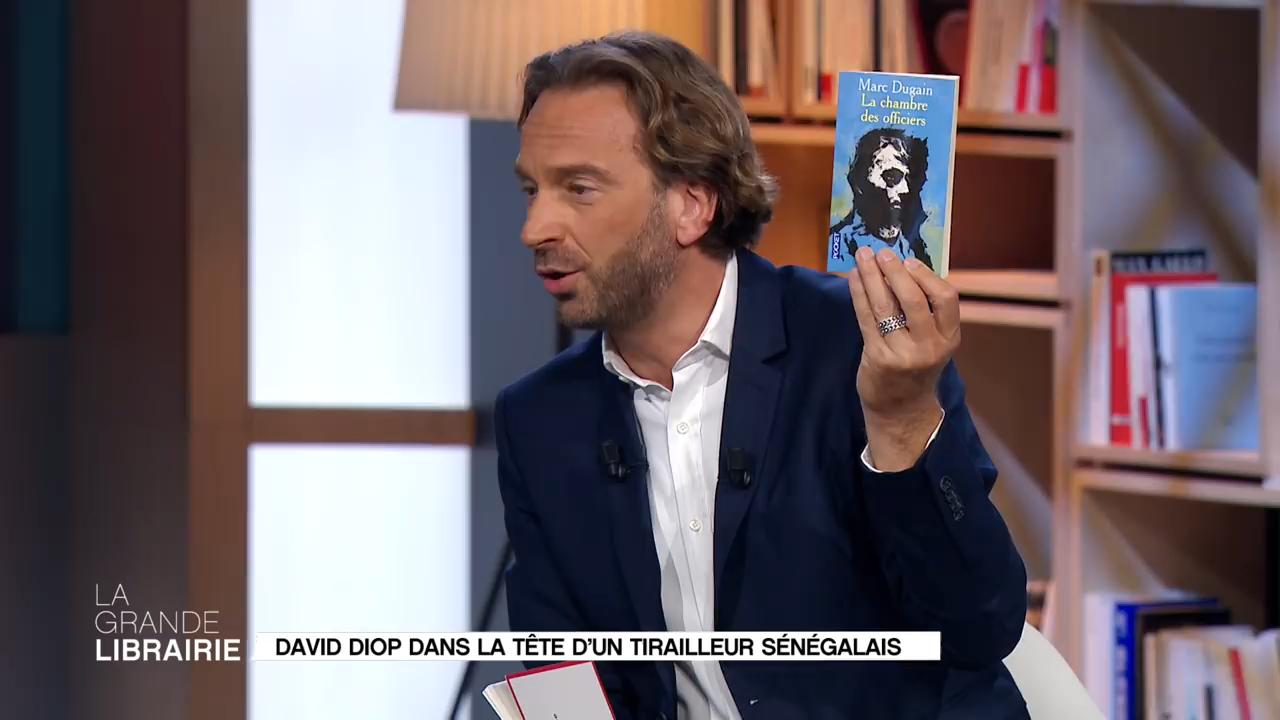 Marc Dugain
La chambre
des officiers
POCKET
LA
GRANDE
LIBRAIRIE
DAVID DIOP DANS LA TÊTE D'UN TIRAILLEUR SÉNÉGALAIS